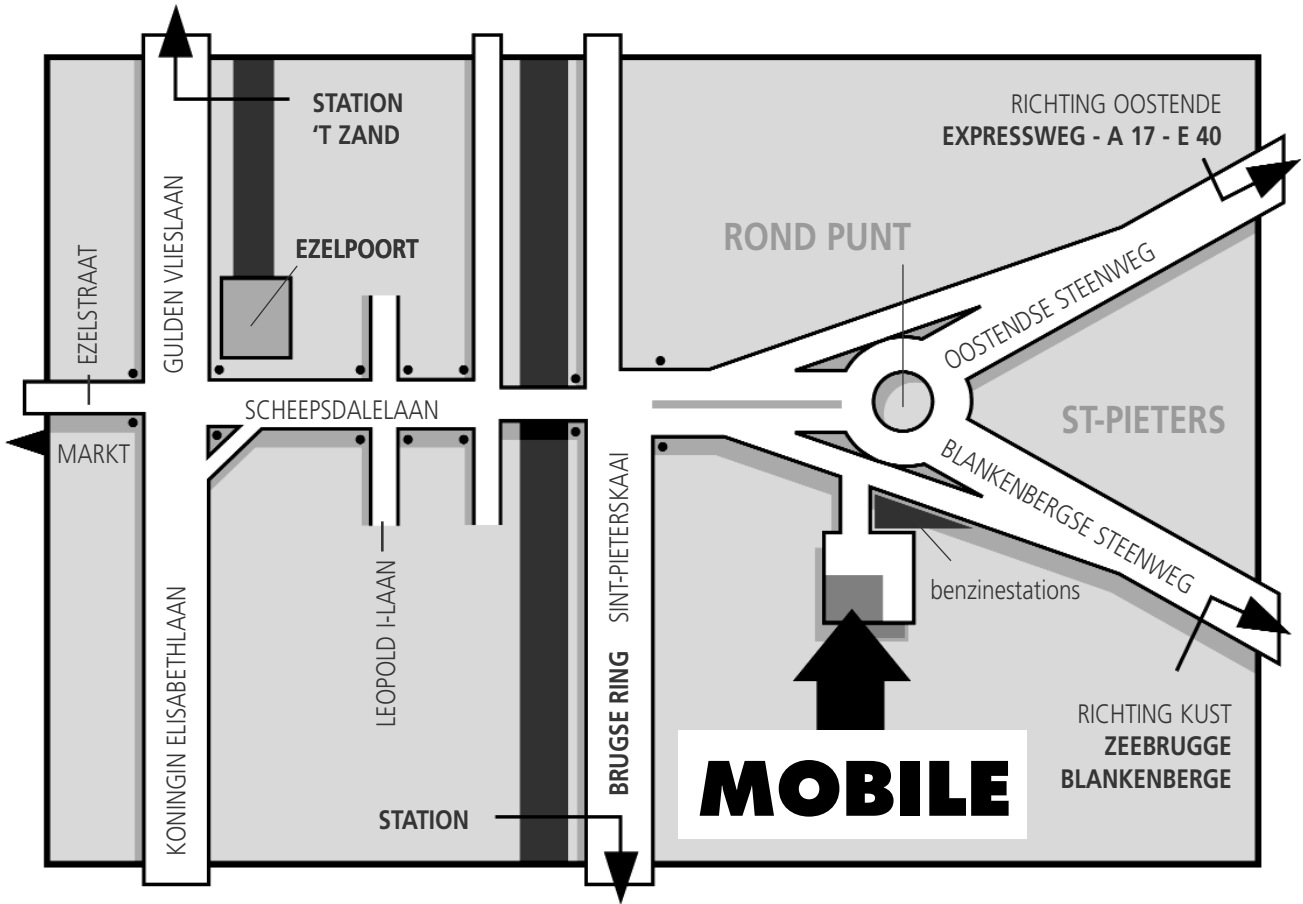 STATION
'T ZAND
RICHTING OOSTENDE
EXPRESSWEG - A 17 - E 40
EZELSTRAAT
GULDEN VLIESLAAN
EZELPOORT
ROND PUNT
OOSTENDSE STEENWEG
SCHEEPSDALELAAN
ST-PIETERS
MARKT
BLANKENBERGSE STEENWEG
KONINGIN ELISABETHLAAN
LEOPOLD I-LAAN
BRUGSE RING SINT-PIETERSKAAI
benzinestations
RICHTING KUST
ZEEBRUGGE
BLANKENBERGE
MOBILE
STATION